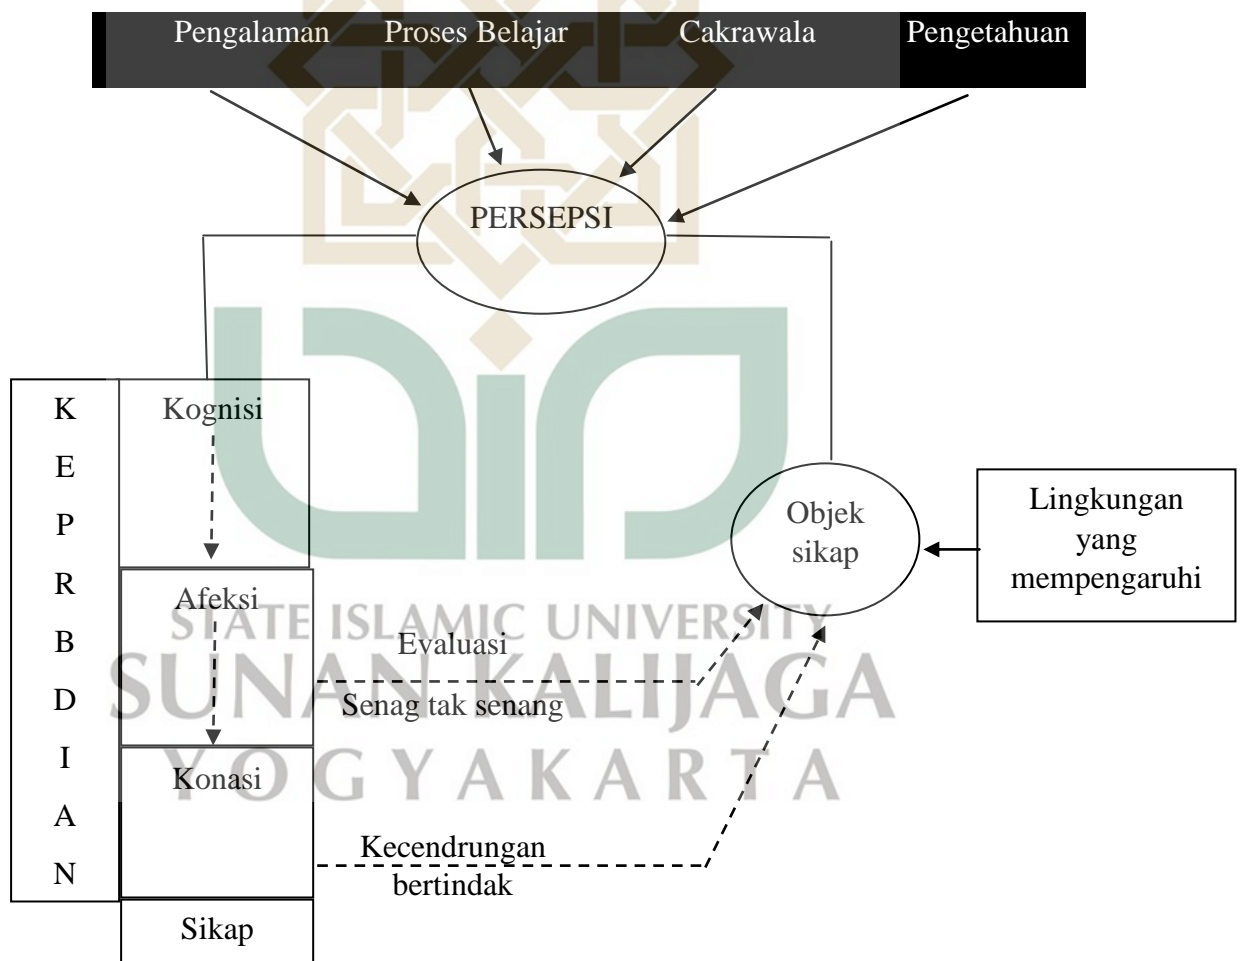 Pengalaman Proses Belajar Cakrawala Pengetahuan
PERSEPSI
K
E
P
R
B
D
I
A
N
Kognisi
Afeksi
Konasi
Sikap
Evaluasi
Senag tak senang
Kecendrungan
bertindak
Objek
sikap
Lingkungan
yang
mempengaruhi
STATE ISLAMIC UNIVERSITY
SUNAN KALIJAGA
YOGYAKARTA